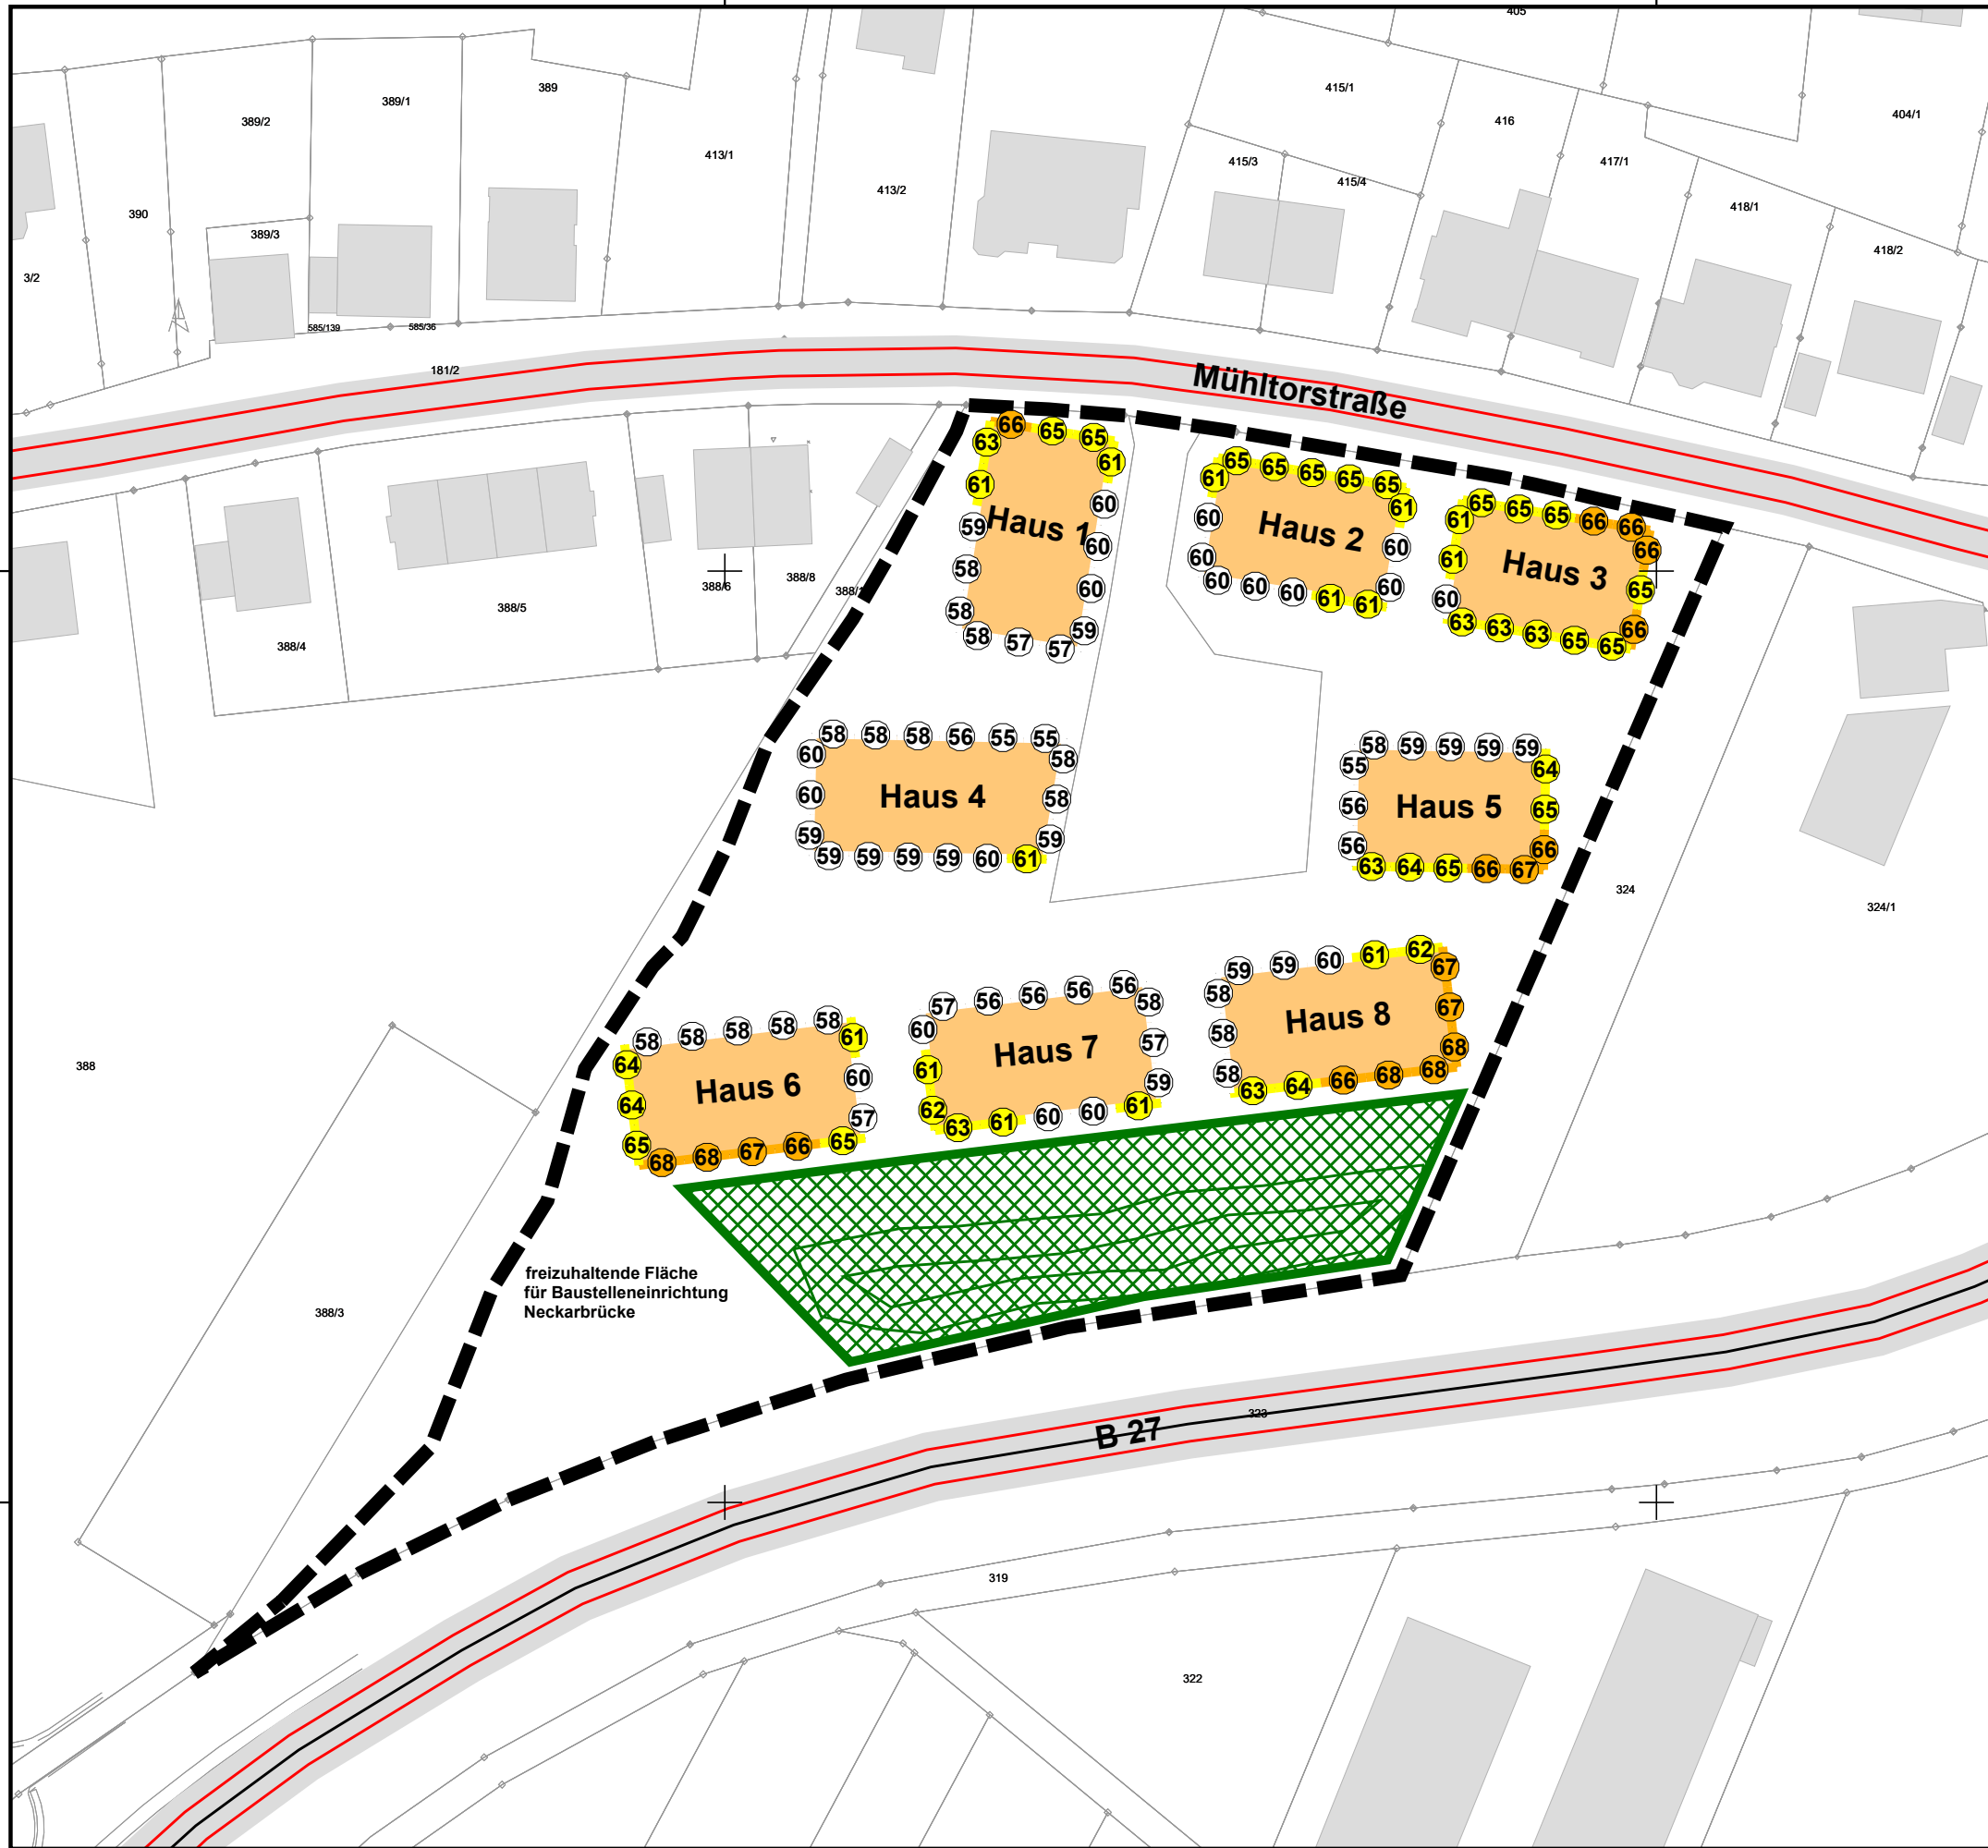 405
389
415/1
389/1
404/1
389/2
416
413/1
415/3
417/1
415/4
413/2
418/1
390
389/3
418/2
3/2
585/139
585/36
181/2
Mühltorstraße
388/6
388/8
388/5
388/4
63 66 65 65 61
61 60
59 60
58 60
58 59
58 57 57
Haus 1
61 65 65 65 65 65 61
60 60
60 60
60 60 60 61 61
Haus 2
61 65 65 65 66 66 66
61 65
60 66
63 63 63 65 65
Haus 3
60 58 58 58 56 55 55 58
60 58
59 59
59 59 59 59 60 61
Haus 4
55 58 59 59 59 59 64
56 65
56 66
63 64 65 66 67
Haus 5
324
324/1
64 58 58 58 58 58 61
64 60
65 57
68 68 67 66 65
Haus 6
60 57 56 56 56 56 58
61 57
62 59
63 61 60 60 61
Haus 7
58 59 59 60 61 62 67
58 67
58 68
63 64 66 68 68
Haus 8
388
freizuhaltende Fläche
für Baustelleneinrichtung
Neckarbrücke
388/3
323
B 27
319
322